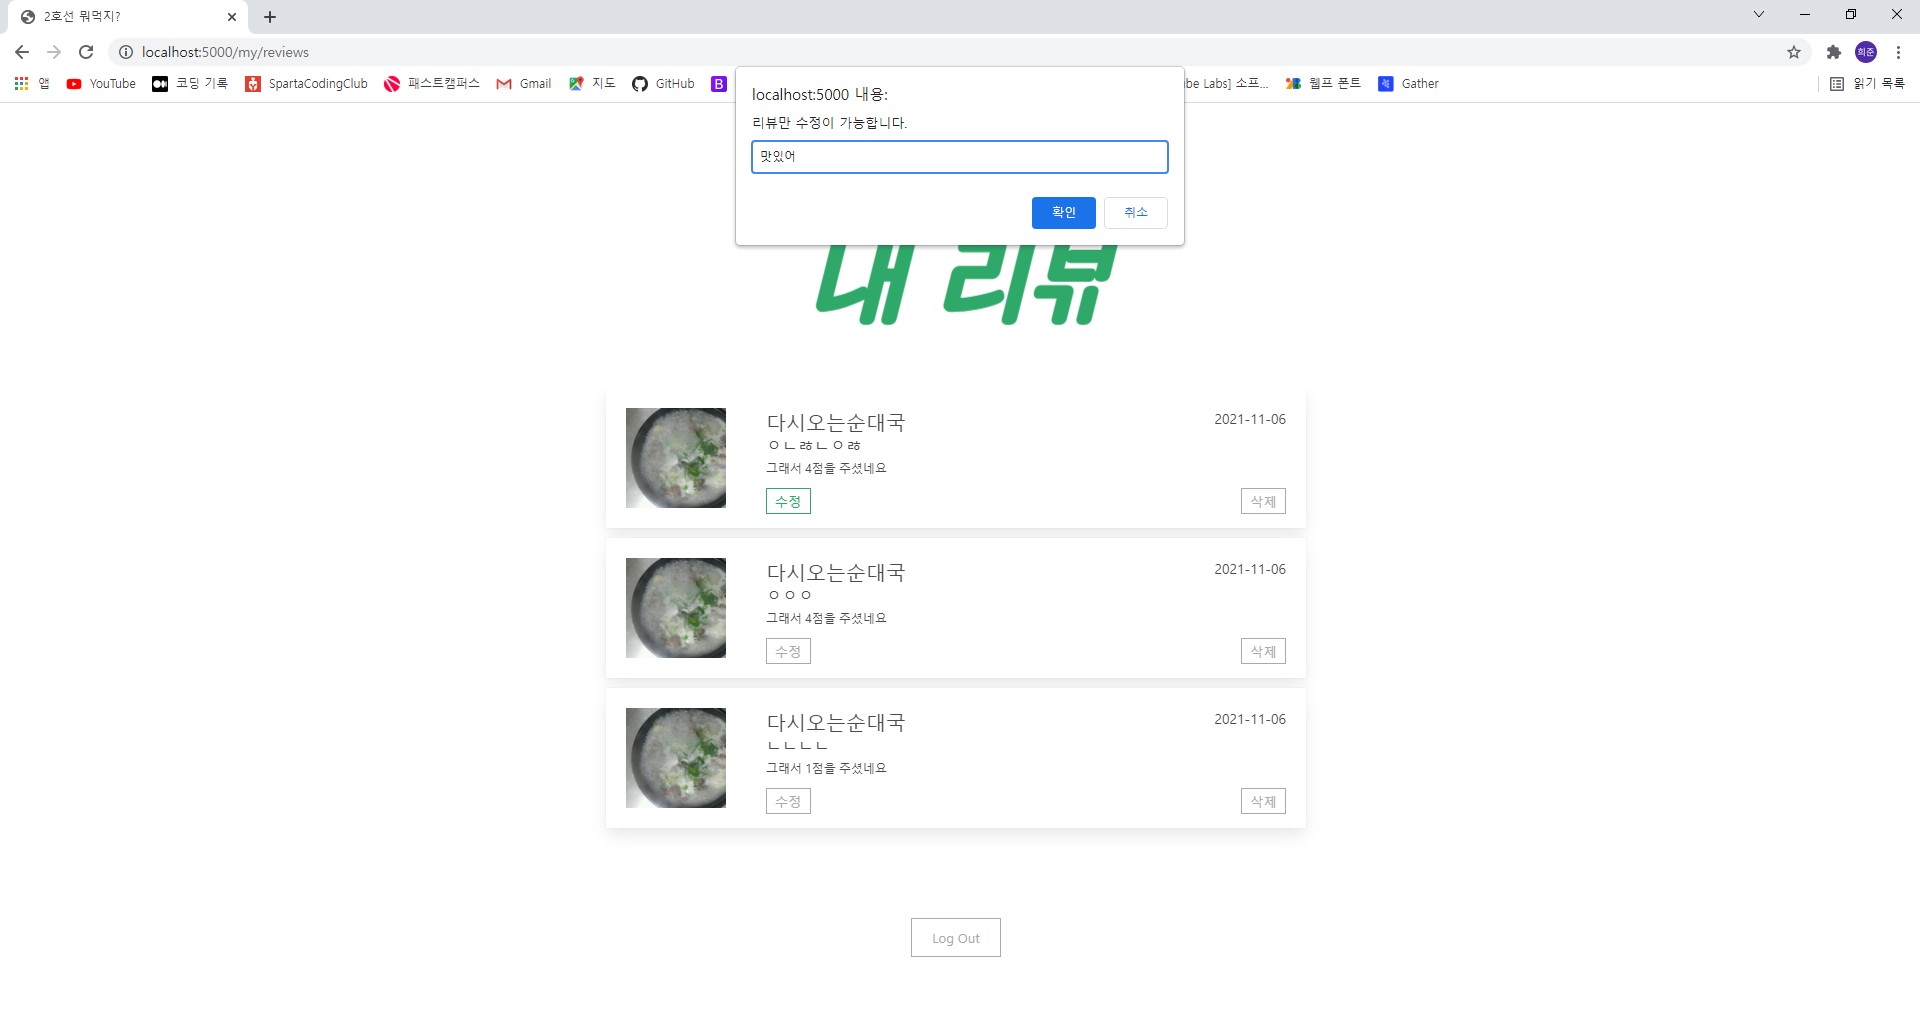 2호선 뭐먹지?
localhost:5000/my/reviews
희준
앱
YouTube
코딩 기록
SpartaCodingClub
패스트캠퍼스
Gmail
지도
GitHub
B
Labs] 소프...
웹프 폰트
Gather
읽기 목록
localhost:5000 내용:
리뷰만 수정이 가능합니다.
맛있어
확인
취소
내 리뷰
다시오는순대국
2021-11-06
ㅇㄴㅀㄴㅇㅀ
그래서 4점을 주셨네요
수정
삭제
다시오는순대국
2021-11-06
ㅇㅇㅇ
그래서 4점을 주셨네요
수정
삭제
다시오는순대국
2021-11-06
ㄴㄴㄴㄴ
그래서 1점을 주셨네요
수정
삭제
Log Out